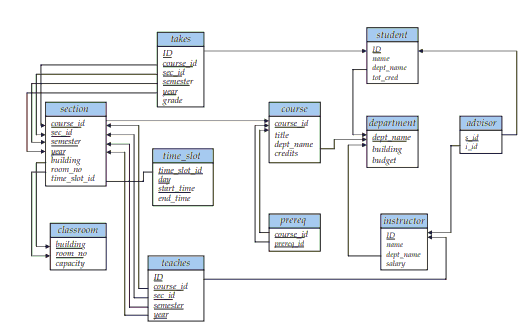 takes
ID
course_id
sec_id
semester
year
grade
student
ID
name
dept_name
tot_cred
section
course_id
sec_id
semester
year
building
room_no
time_slot_id
course
course_id
title
dept_name
credits
department
dept_name
building
budget
advisor
s_id
i_id
time_slot
time_slot_id
day
start_time
end_time
prereq
course_id
prereq_id
instructor
ID
name
dept_name
salary
classroom
building
room_no
capacity
teaches
ID
course_id
sec_id
semester
year